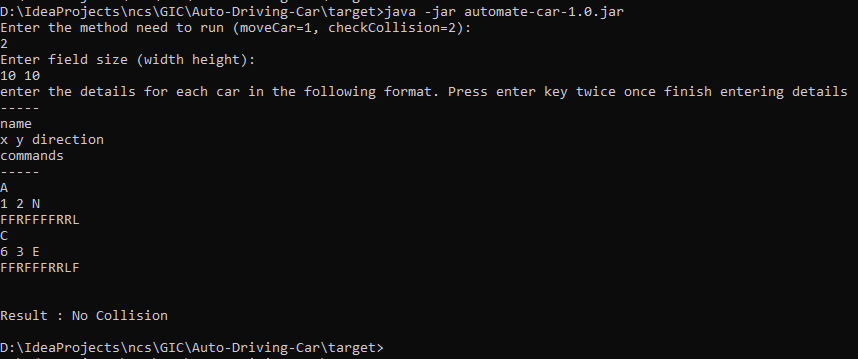 D:\IdeaProjects\ncs\GIC\Auto-Driving-Car\target>java -jar automate-car-1.0.jar
Enter the method need to run (moveCar=1, checkCollision=2):
2
Enter field size (width height):
10 10
enter the details for each car in the following format. Press enter key twice once finish entering details
-----
name
x y direction
commands
-----
A
1 2 N
FFRFFFFRRL
C
6 3 E
FFRFFFRRLF
Result : No Collision
D:\IdeaProjects\ncs\GIC\Auto-Driving-Car\target>